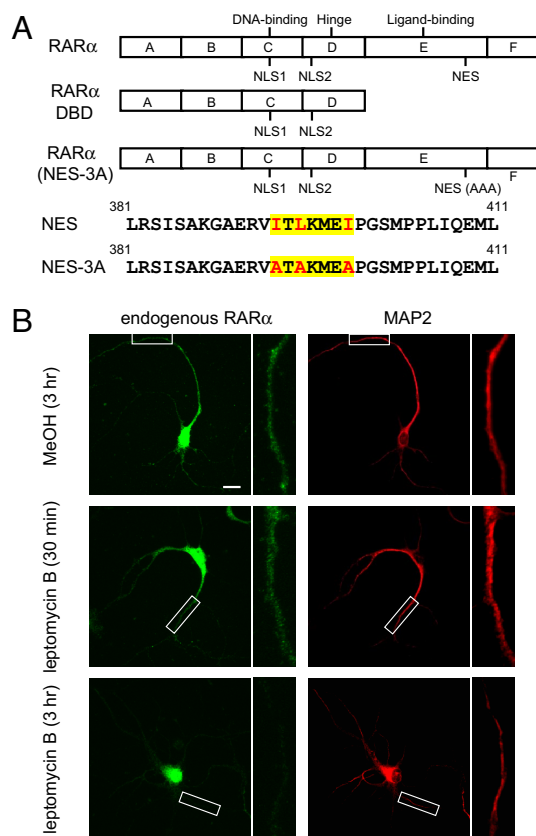 A
DNA-binding Hinge Ligand-binding
RARα A B C D E F
NLS1 NLS2 NES
RARα DBD A B C D
NLS1 NLS2
RARα (NES-3A) A B C D E F
NLS1 NLS2 NES (AAA)
381 411
NES LRSISAKGAERVITLKMEIPGSMPPLIQEML
381 411
NES-3A LRSISAKGAERVATAKMEAPGSMPPLIQEML
B
endogenous RARα MAP2
MeOH (3 hr)
leptomycin B (30 min)
leptomycin B (3 hr)